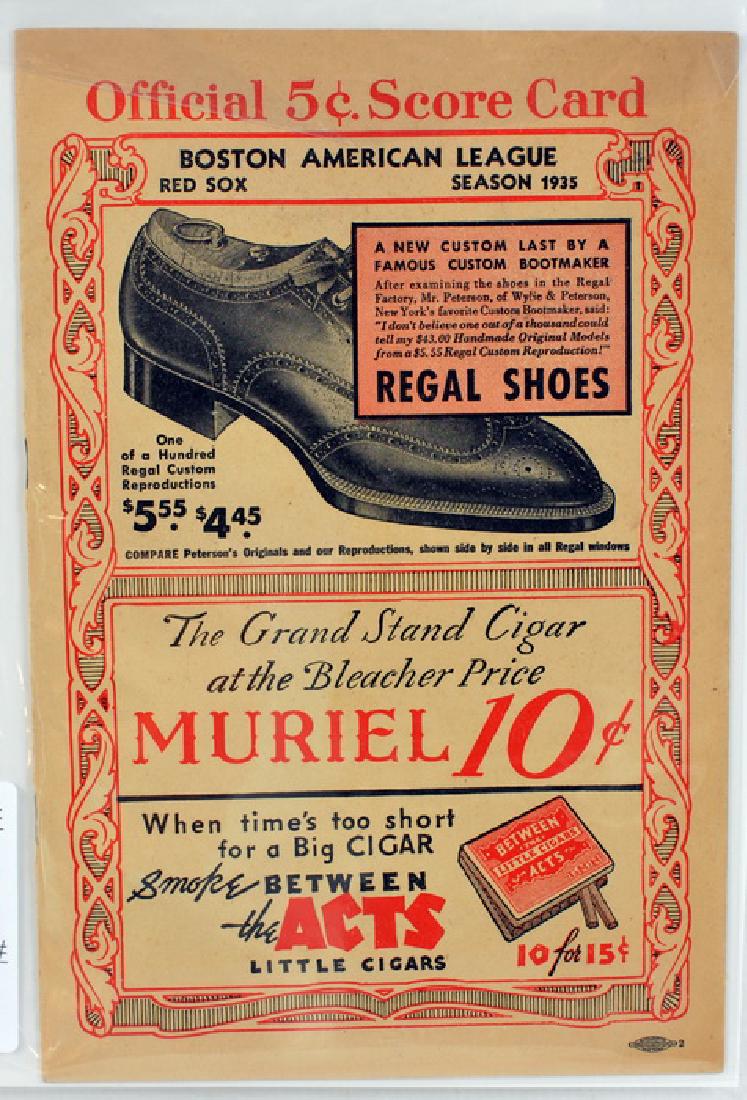 Official 5¢. Score Card
BOSTON AMERICAN LEAGUE
RED SOX SEASON 1935
A NEW CUSTOM LAST BY A
FAMOUS CUSTOM BOOTMAKER
After examining the shoes in the Regal
Factory, Mr. Peterson, of Wylie & Peterson,
New York's favorite Custom Bootmaker, said:
"I don't believe one out of a thousand could
tell my $43.00 Handmade Original Models
from a $5.55 Regal Custom Reproduction!"
REGAL SHOES
One
of a Hundred
Regal Custom
Reproductions
$5.55 $4.45
COMPARE Peterson's Originals and our Reproductions, shown side by side in all Regal windows
The Grand Stand Cigar
at the Bleacher Price
MURIEL 10¢
When time's too short
for a Big CIGAR
Smoke BETWEEN
the ACTS
LITTLE CIGARS
BETWEEN
THE
LITTLE CIGARS
ACTS
10 for 15¢
2
#